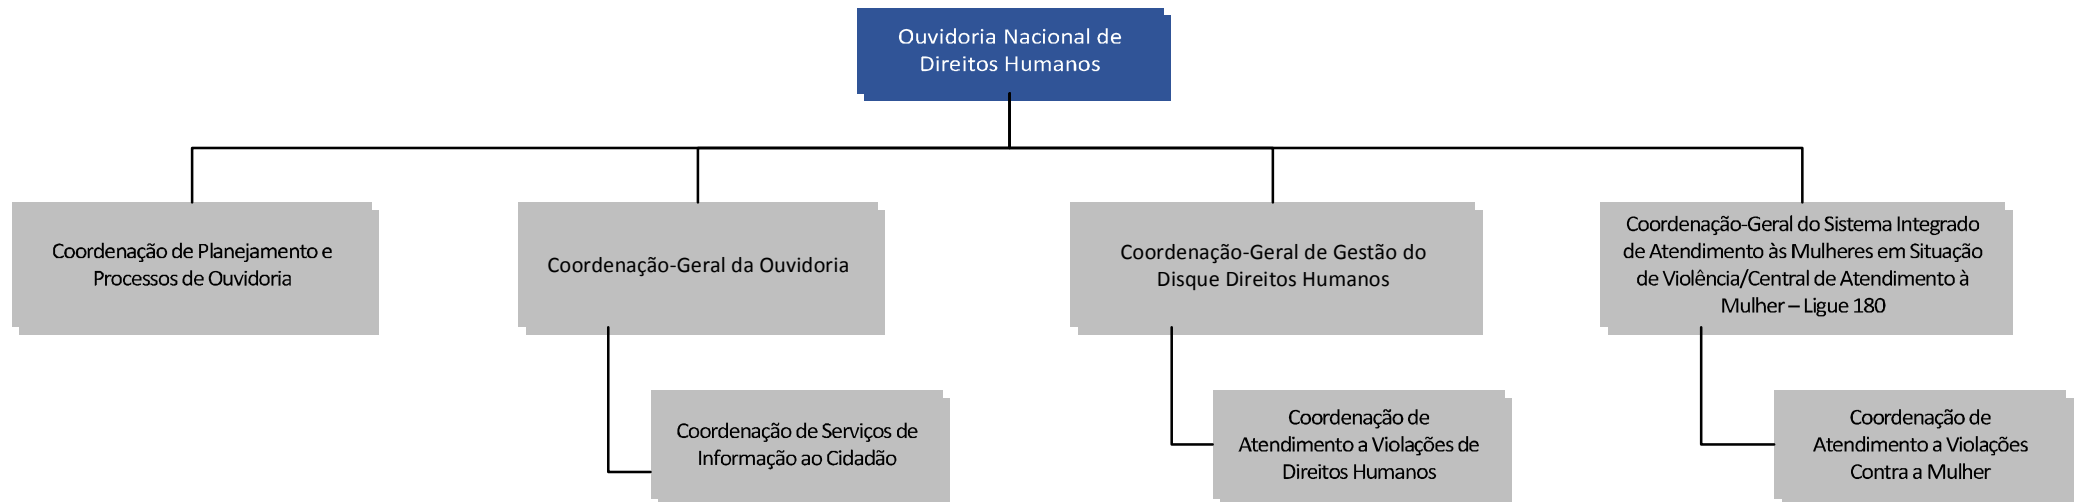 Ouvidoria Nacional de
Direitos Humanos
Coordenação de Planejamento e
Processos de Ouvidoria
Coordenação-Geral da Ouvidoria
Coordenação-Geral de Gestão do
Disque Direitos Humanos
Coordenação-Geral do Sistema Integrado
de Atendimento às Mulheres em Situação
de Violência/Central de Atendimento à
Mulher – Ligue 180
Coordenação de Serviços de
Informação ao Cidadão
Coordenação de
Atendimento a Violações de
Direitos Humanos
Coordenação de
Atendimento a Violações
Contra a Mulher